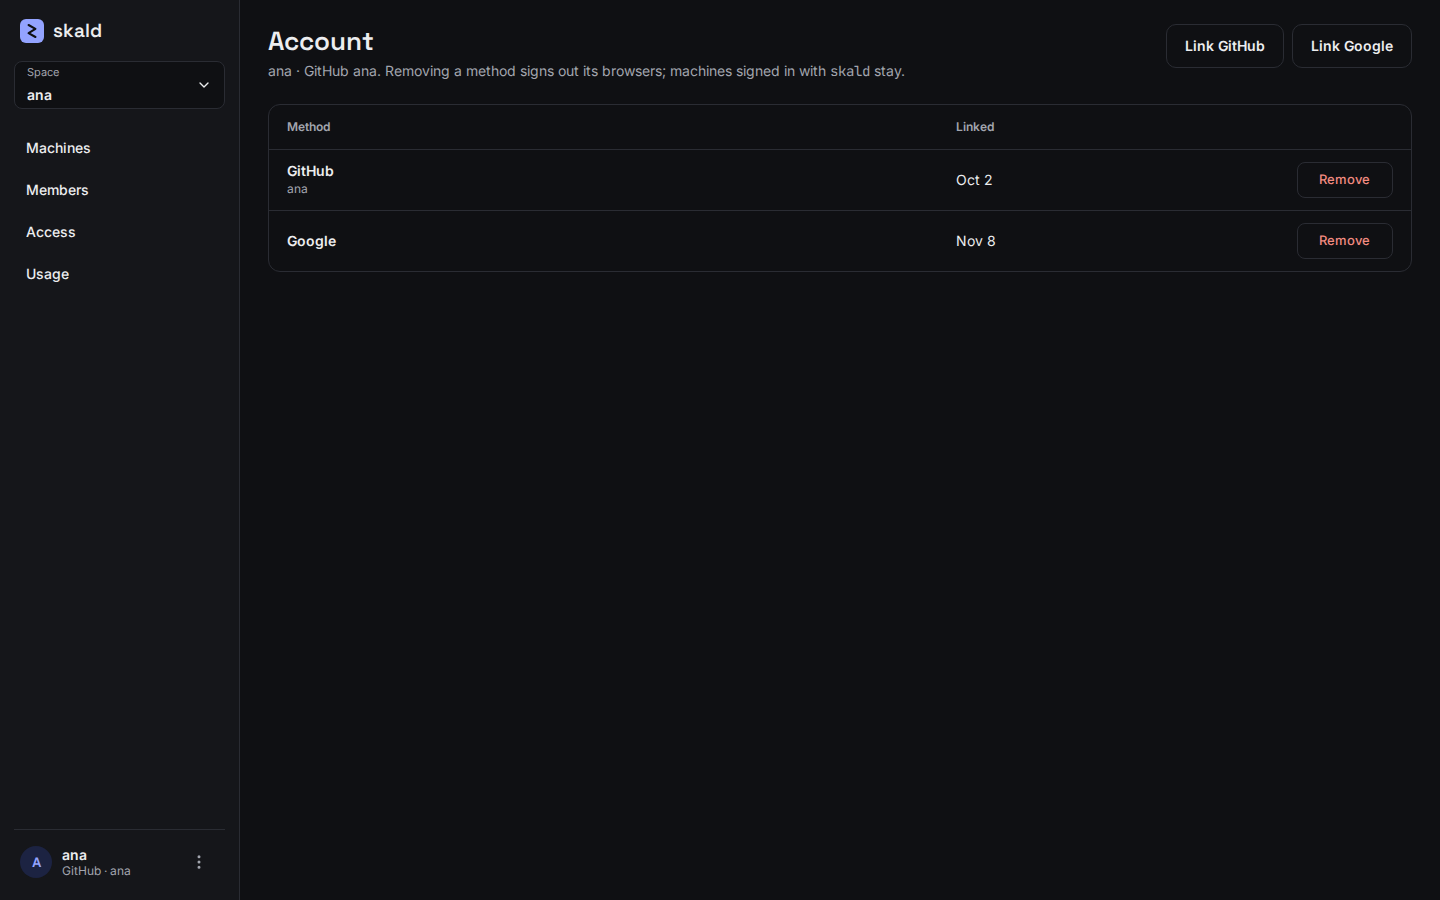 skald
Space
ana
Machines
Members
Access
Usage
A
ana
GitHub · ana
Account
ana · GitHub ana. Removing a method signs out its browsers; machines signed in with skald stay.
Link GitHub
Link Google
Method
Linked
GitHub
ana
Oct 2
Remove
Google
Nov 8
Remove